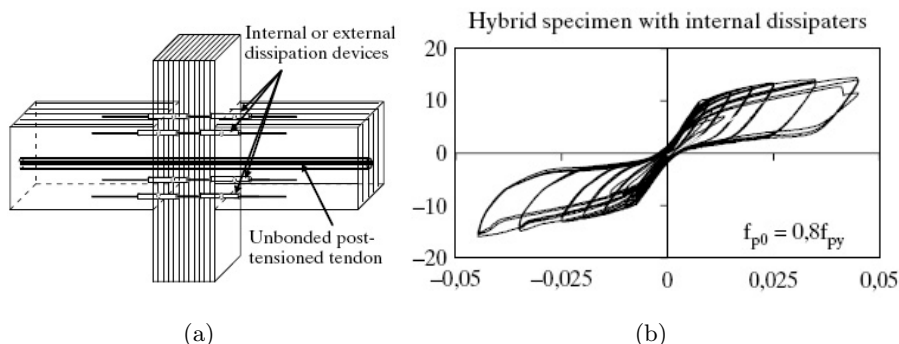 Internal or external
dissipation devices
Unbonded post-
tensioned tendon
(a)
Hybrid specimen with internal dissipaters
20
10
0
−10
−20
−0,05
−0,025
0
0,025
0,05
f_p0 = 0,8f_py
(b)